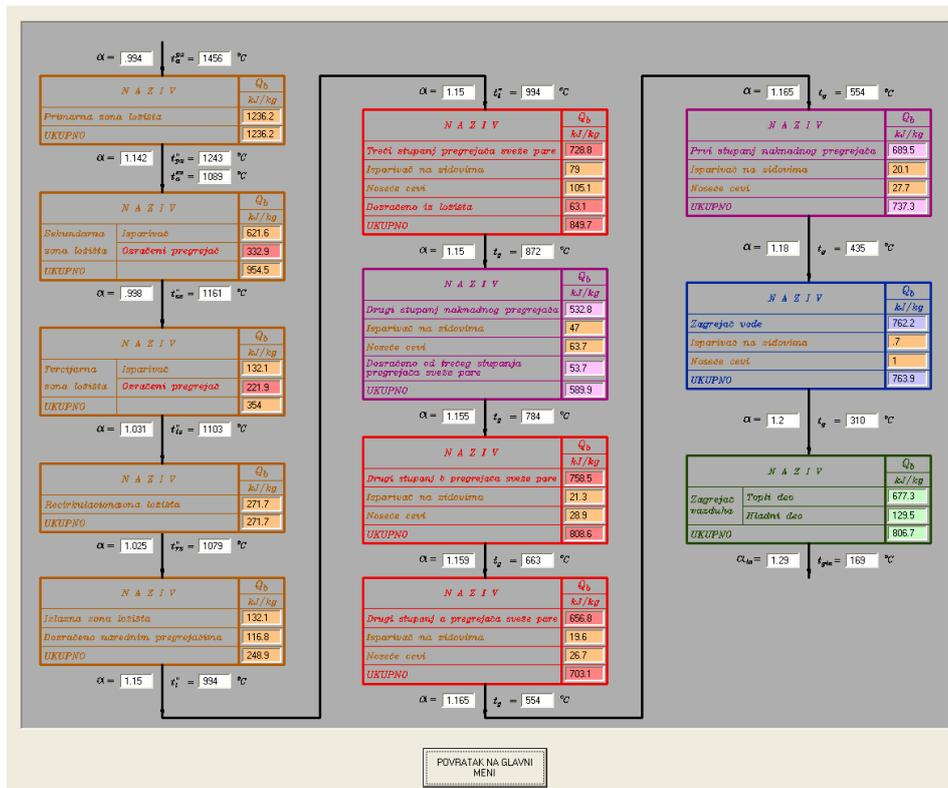 α = .994 t_a^pz = 1456 °C
N A Z I V Q_b
kJ/kg
Primarna zona ložišta 1236.2
UKUPNO 1236.2
α = 1.142 t"_pz = 1243 °C
= 1089
N A Z I V Q_b
kJ/kg
Sekundarna zona ložišta Isparivač 621.6
Ozračeni pregrejač 332.9
UKUPNO 954.5
α = .998 t"_sz = 1161 °C
N A Z I V Q_b
kJ/kg
Tercijarna zona ložišta Isparivač 132.1
Ozračeni pregrejač 221.9
UKUPNO 354
α = 1.031 t"_tz = 1103 °C
N A Z I V Q_b
kJ/kg
Recirkulacionazona ložišta 271.7
UKUPNO 271.7
α = 1.025 t"_rz = 1079 °C
N A Z I V Q_b
kJ/kg
Izlazna zona ložišta 132.1
Dozračeno narednim pregrejačima 116.8
UKUPNO 248.9
α = 1.15 t"_l = 994 °C
α = 1.15 t"_l = 994 °C
N A Z I V Q_b
kJ/kg
Treći stupanj pregrejača sveže pare 728.8
Isparivač na zidovima 79
Noseće cevi 105.1
Dozračeno iz ložišta 63.1
UKUPNO 849.7
α = 1.15 t_g = 872 °C
N A Z I V Q_b
kJ/kg
Drugi stupanj naknadnog pregrejača 532.8
Isparivač na zidovima 47
Noseće cevi 63.7
Dozračeno od trećeg stupanja
pregrejača sveže pare 53.7
UKUPNO 589.9
α = 1.155 t_g = 784 °C
N A Z I V Q_b
kJ/kg
Drugi stupanj b pregrejača sveže pare 758.5
Isparivač na zidovima 21.3
Noseće cevi 28.9
UKUPNO 808.6
α = 1.159 t_g = 663 °C
N A Z I V Q_b
kJ/kg
Drugi stupanj a pregrejača sveže pare 656.8
Isparivač na zidovima 19.6
Noseće cevi 26.7
UKUPNO 703.1
α = 1.165 t_g = 554 °C
α = 1.165 t_g = 554 °C
N A Z I V Q_b
kJ/kg
Prvi stupanj naknadnog pregrejača 689.5
Isparivač na zidovima 20.1
Noseće cevi 27.7
UKUPNO 737.3
α = 1.18 t_g = 435 °C
N A Z I V Q_b
kJ/kg
Zagrejač vode 762.2
Isparivač na zidovima .7
Noseće cevi 1
UKUPNO 763.9
α = 1.2 t_g = 310 °C
N A Z I V Q_b
kJ/kg
Zagrejač vazduha Topli deo 677.3
Hladni deo 129.5
UKUPNO 806.7
α_iz = 1.29 t_giz = 169 °C
POVRATAK NA GLAVNI
MENI